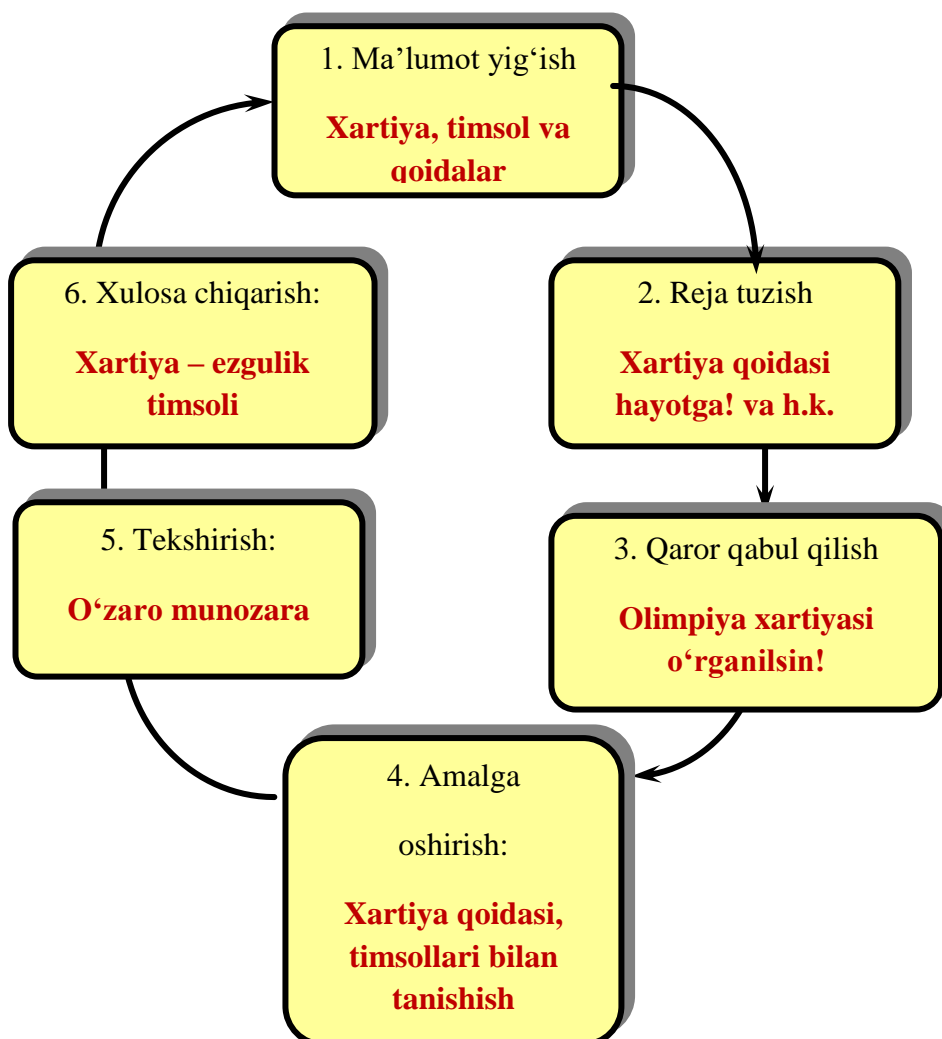 1. Ma’lumot yig‘ish
Xartiya, timsol va
qoidalar
2. Reja tuzish
Xartiya qoidasi
hayotga! va h.k.
3. Qaror qabul qilish
Olimpiya xartiyasi
o‘rganilsin!
4. Amalga
oshirish:
Xartiya qoidasi,
timsollari bilan
tanishish
5. Tekshirish:
O‘zaro munozara
6. Xulosa chiqarish:
Xartiya – ezgulik
timsoli